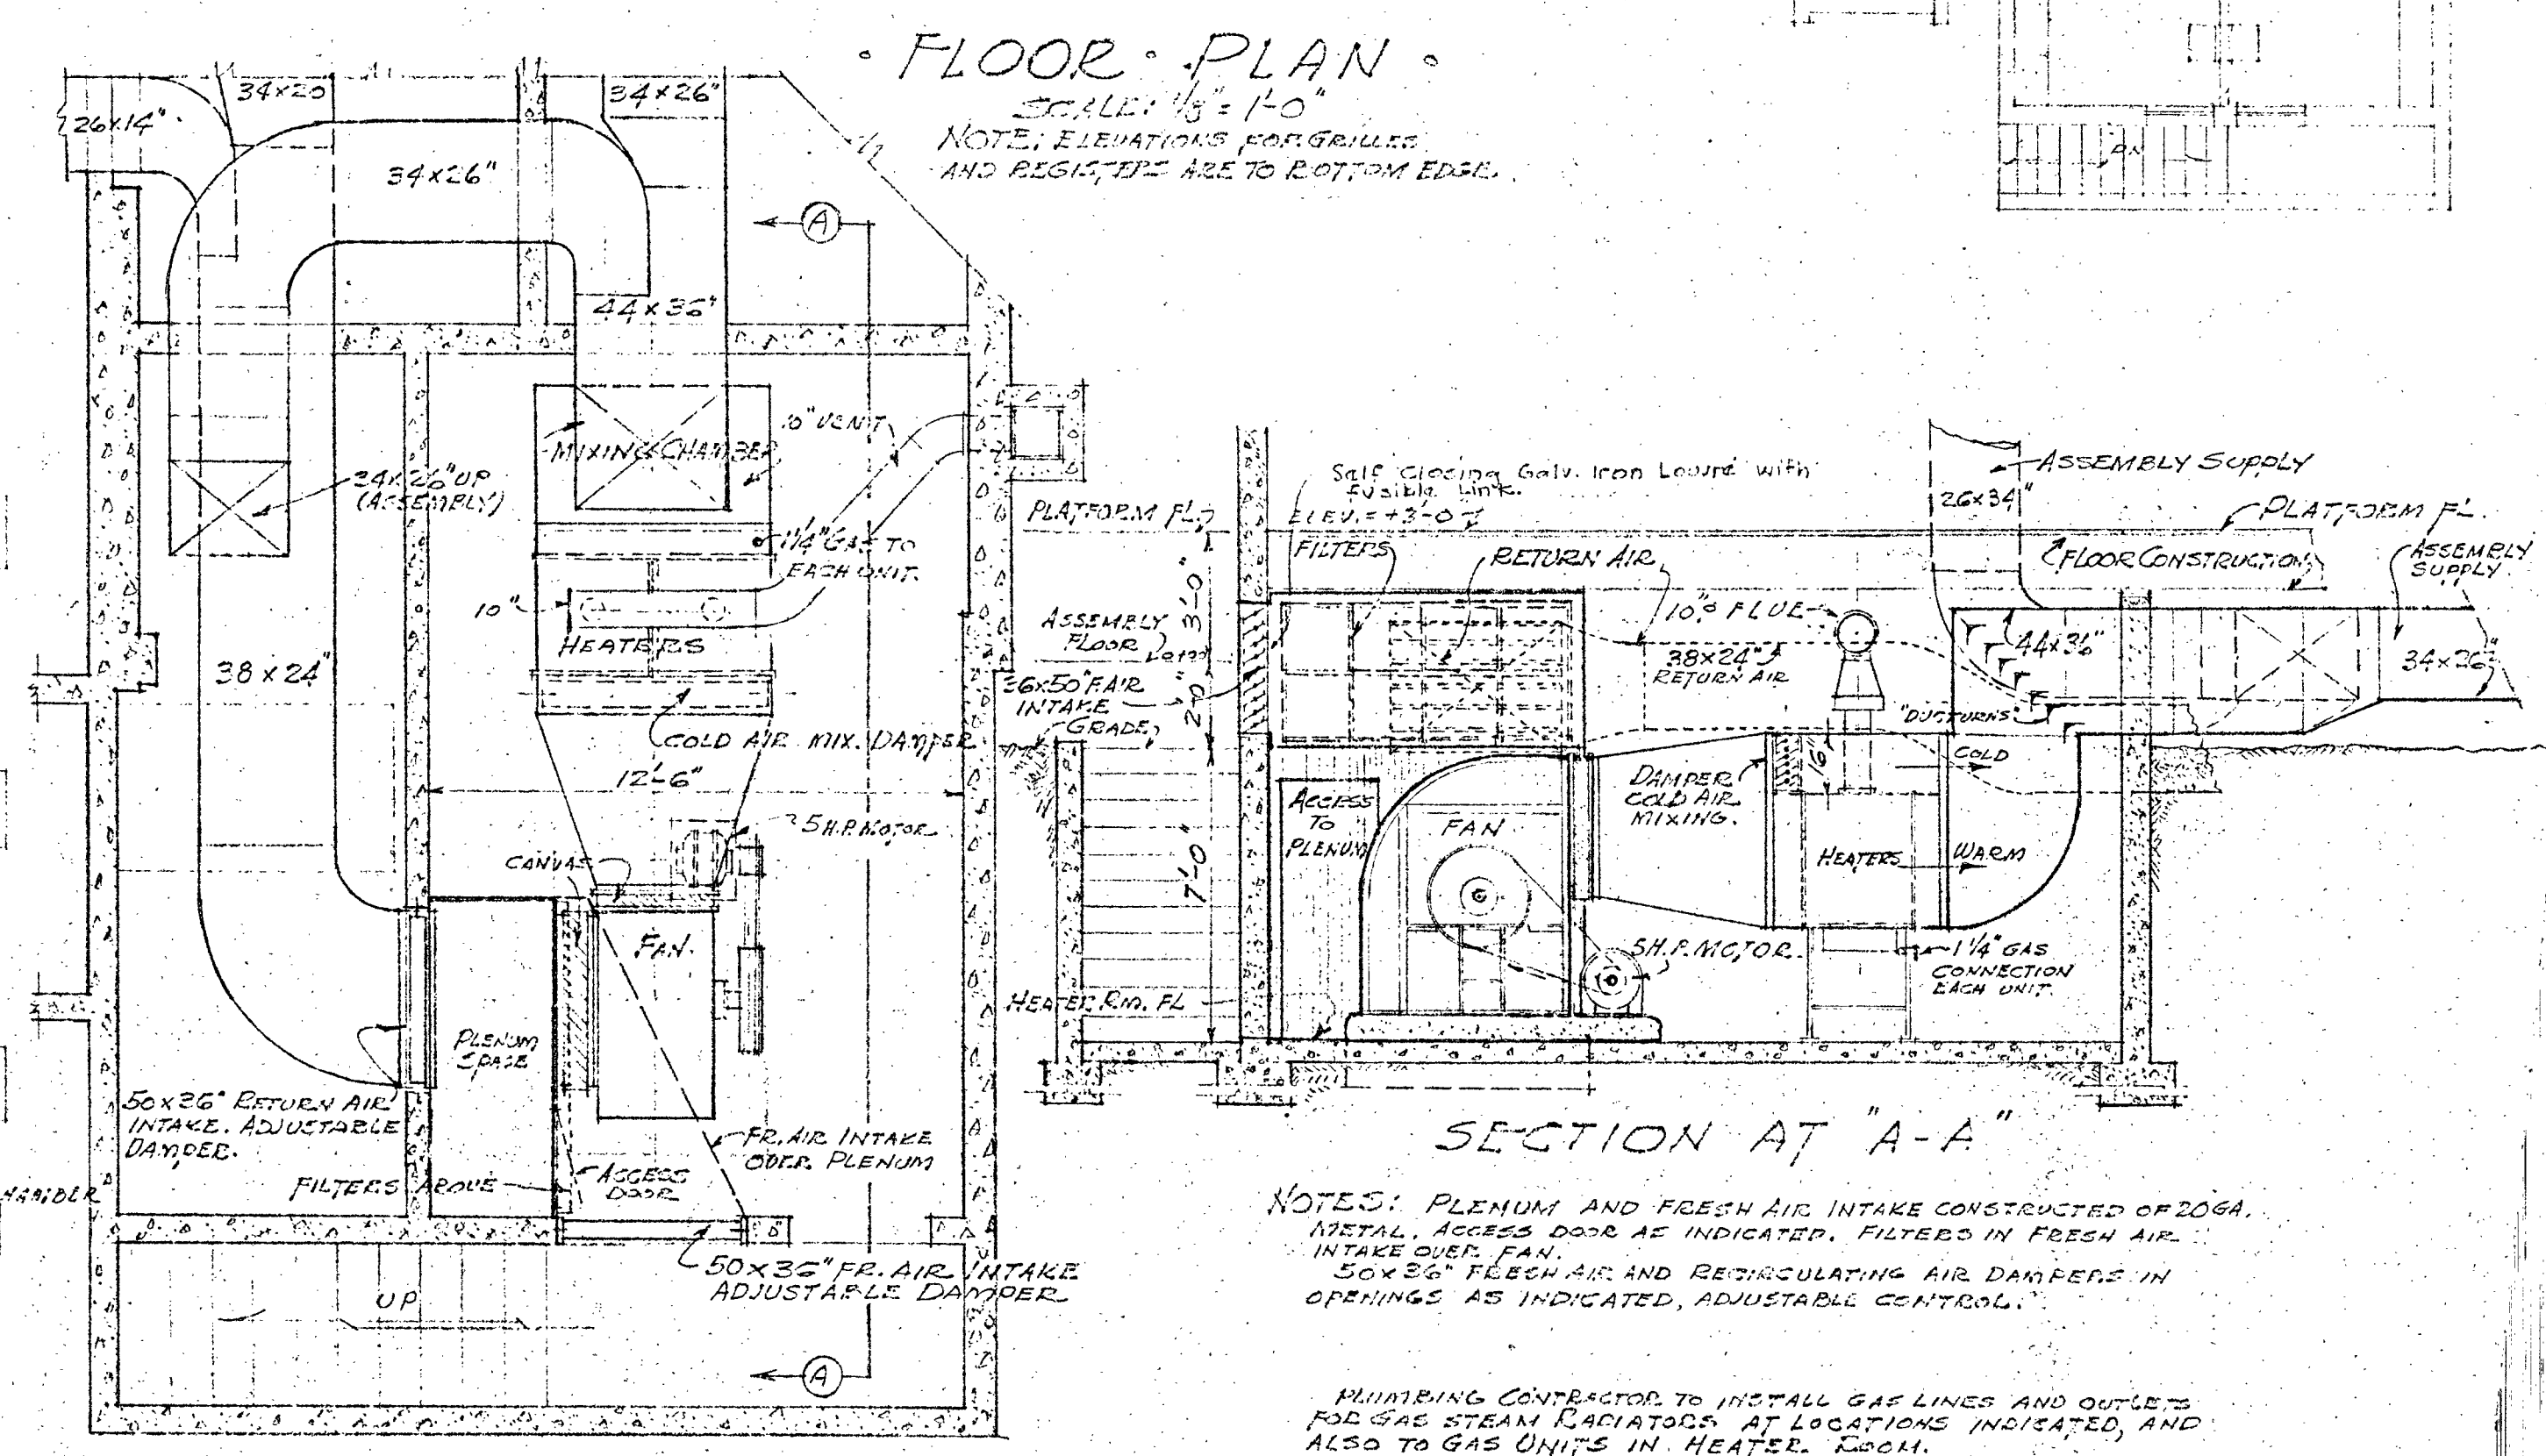 · FLOOR · PLAN ·
SCALE: 1/8" = 1'-0"
NOTE: ELEVATIONS FOR GRILLES
AND REGISTERS ARE TO BOTTOM EDGE.
26x14"
34x20
34x26"
34x26"
A
44x36"
MIXING CHAMBER
10" VENT
34x26" UP
(ASSEMBLY)
1 1/4" GAS TO
EACH UNIT.
10"
HEATERS
38x24"
COLD AIR MIX. DAMPER
12'-6"
5 H.P. MOTOR
CANVAS
FAN.
PLENUM
SPACE
50x36" RETURN AIR
INTAKE. ADJUSTABLE
DAMPER.
FILTERS ABOVE
ACCESS
DOOR
FR. AIR INTAKE
OVER PLENUM
50x36" FR. AIR INTAKE
ADJUSTABLE DAMPER
UP
A
DN
Self Closing Galv. Iron Louvre with
fusible Link.
PLATFORM FL.
ELEV. = +3'-0"
FILTERS
RETURN AIR
ASSEMBLY SUPPLY
26x34"
PLATFORM FL.
FLOOR CONSTRUCTION
ASSEMBLY
SUPPLY
3'-0"
ASSEMBLY
FLOOR
10"⌀ FLUE
38x24"
RETURN AIR
44x36"
34x26"
36x50" F. AIR
INTAKE
GRADE
2'-0"
"DUCTURNS"
COLD
16"
DAMPER
COLD AIR
MIXING.
ACCESS
TO
PLENUM
FAN
7'-0"
HEATERS
WARM
5 H.P. MOTOR
1 1/4" GAS
CONNECTION
EACH UNIT.
HEATER RM. FL
SECTION AT "A-A"
NOTES: PLENUM AND FRESH AIR INTAKE CONSTRUCTED OF 20 GA.
METAL. ACCESS DOOR AS INDICATED. FILTERS IN FRESH AIR
INTAKE OVER FAN.
50x36" FRESH AIR AND RECIRCULATING AIR DAMPERS IN
OPENINGS AS INDICATED, ADJUSTABLE CONTROL.
PLUMBING CONTRACTOR TO INSTALL GAS LINES AND OUTLETS
FOR GAS STEAM RADIATORS AT LOCATIONS INDICATED, AND
ALSO TO GAS UNITS IN HEATER ROOM.